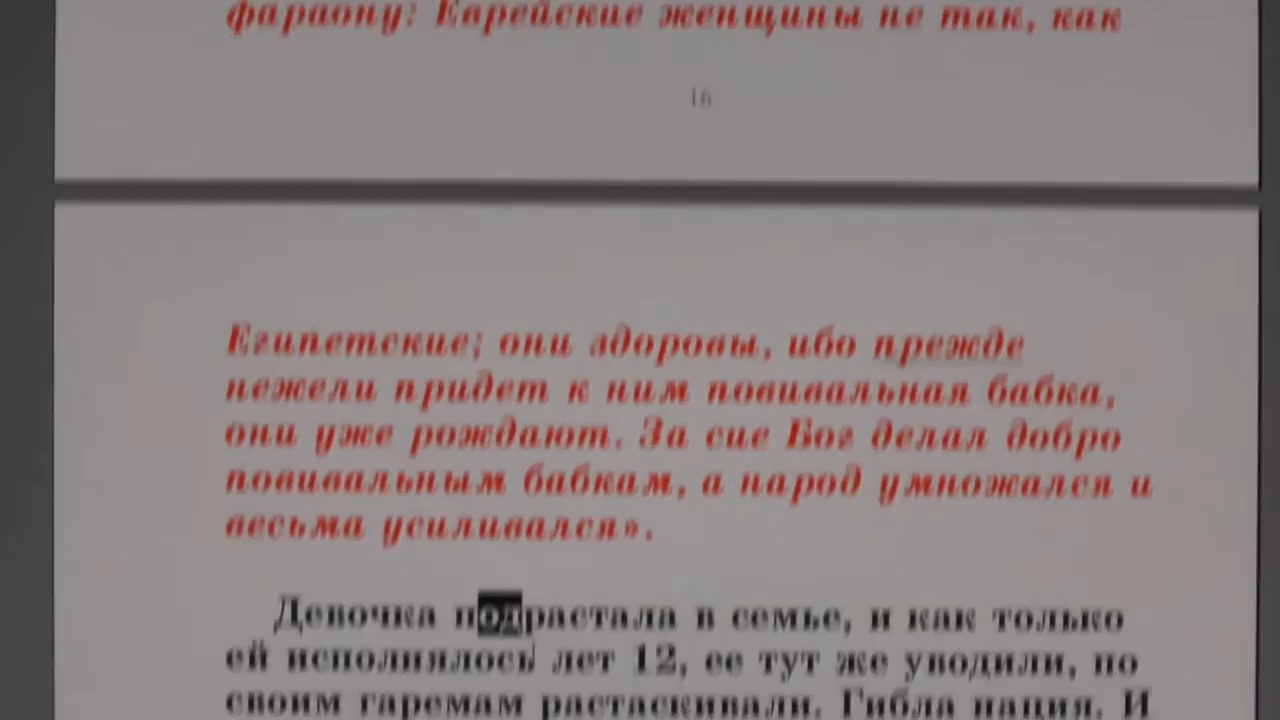 фараону: Еврейские женщины не так, как
16
Египетские; они здоровы, ибо прежде
нежели придет к ним повивальная бабка,
они уже рождают. За сие Бог делал добро
повивальным бабкам, а народ умножался и
весьма усиливался».
Девочка подрастала в семье, и как только
ей исполнялось лет 12, ее тут же уводили, по
своим гаремам растаскивали. Гибла нация. И